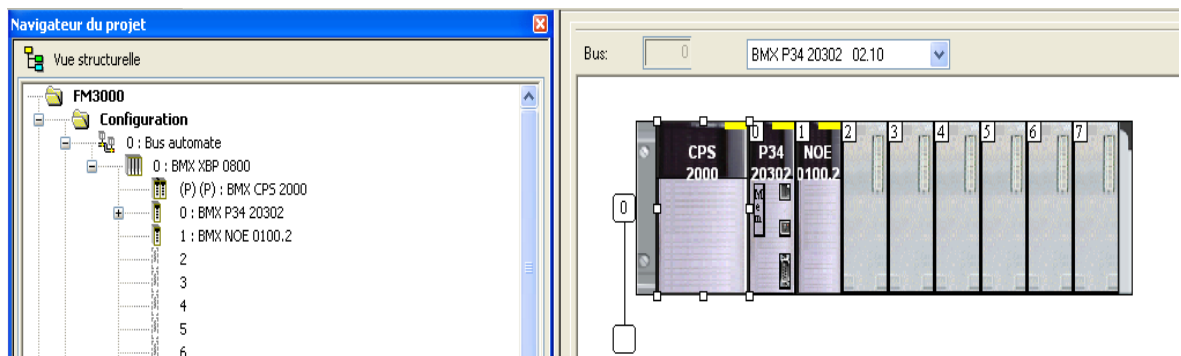 Navigateur du projet
Vue structurelle
FM3000
Configuration
0 : Bus automate
0 : BMX XBP 0800
(P) (P) : BMX CPS 2000
0 : BMX P34 20302
1 : BMX NOE 0100.2
2
3
4
5
6
Bus:
0
BMX P34 20302 02.10
0 1 2 3 4 5 6 7
CPS P34 NOE
2000 20302 0100.2
Mem
0